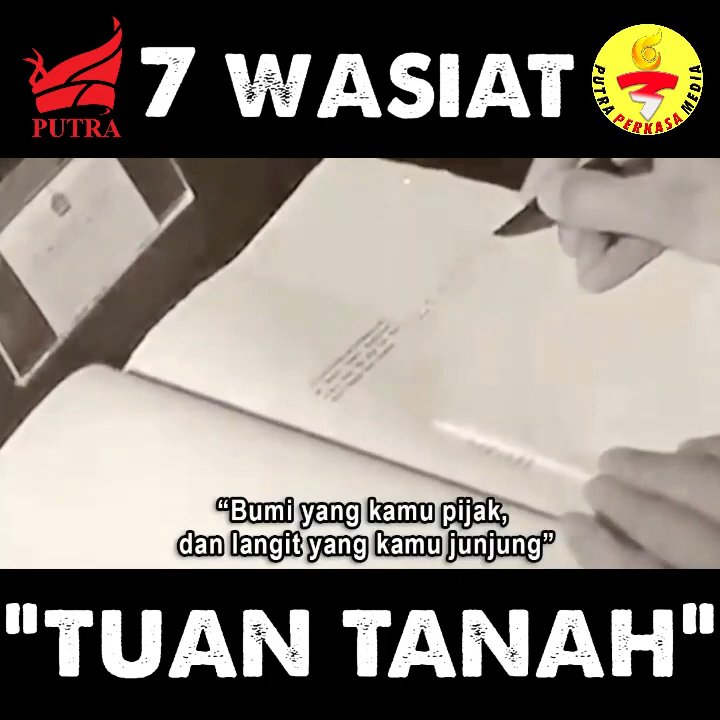 PUTRA
7 WASIAT
PUTRA PERKASA MEDIA
“Bumi yang kamu pijak,
dan langit yang kamu junjung”
"TUAN TANAH"